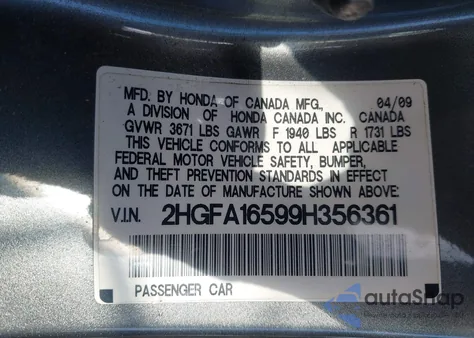 MFD. BY HONDA OF CANADA MFG., 04/09
A DIVISION OF HONDA CANADA INC. CANADA
GVWR 3671 LBS GAWR F 1940 LBS R 1731 LBS
THIS VEHICLE CONFORMS TO ALL APPLICABLE
FEDERAL MOTOR VEHICLE SAFETY, BUMPER,
AND THEFT PREVENTION STANDARDS IN EFFECT
ON THE DATE OF MANUFACTURE SHOWN ABOVE:
V.I.N. 2HGFA16599H356361
PASSENGER CAR
autoShop